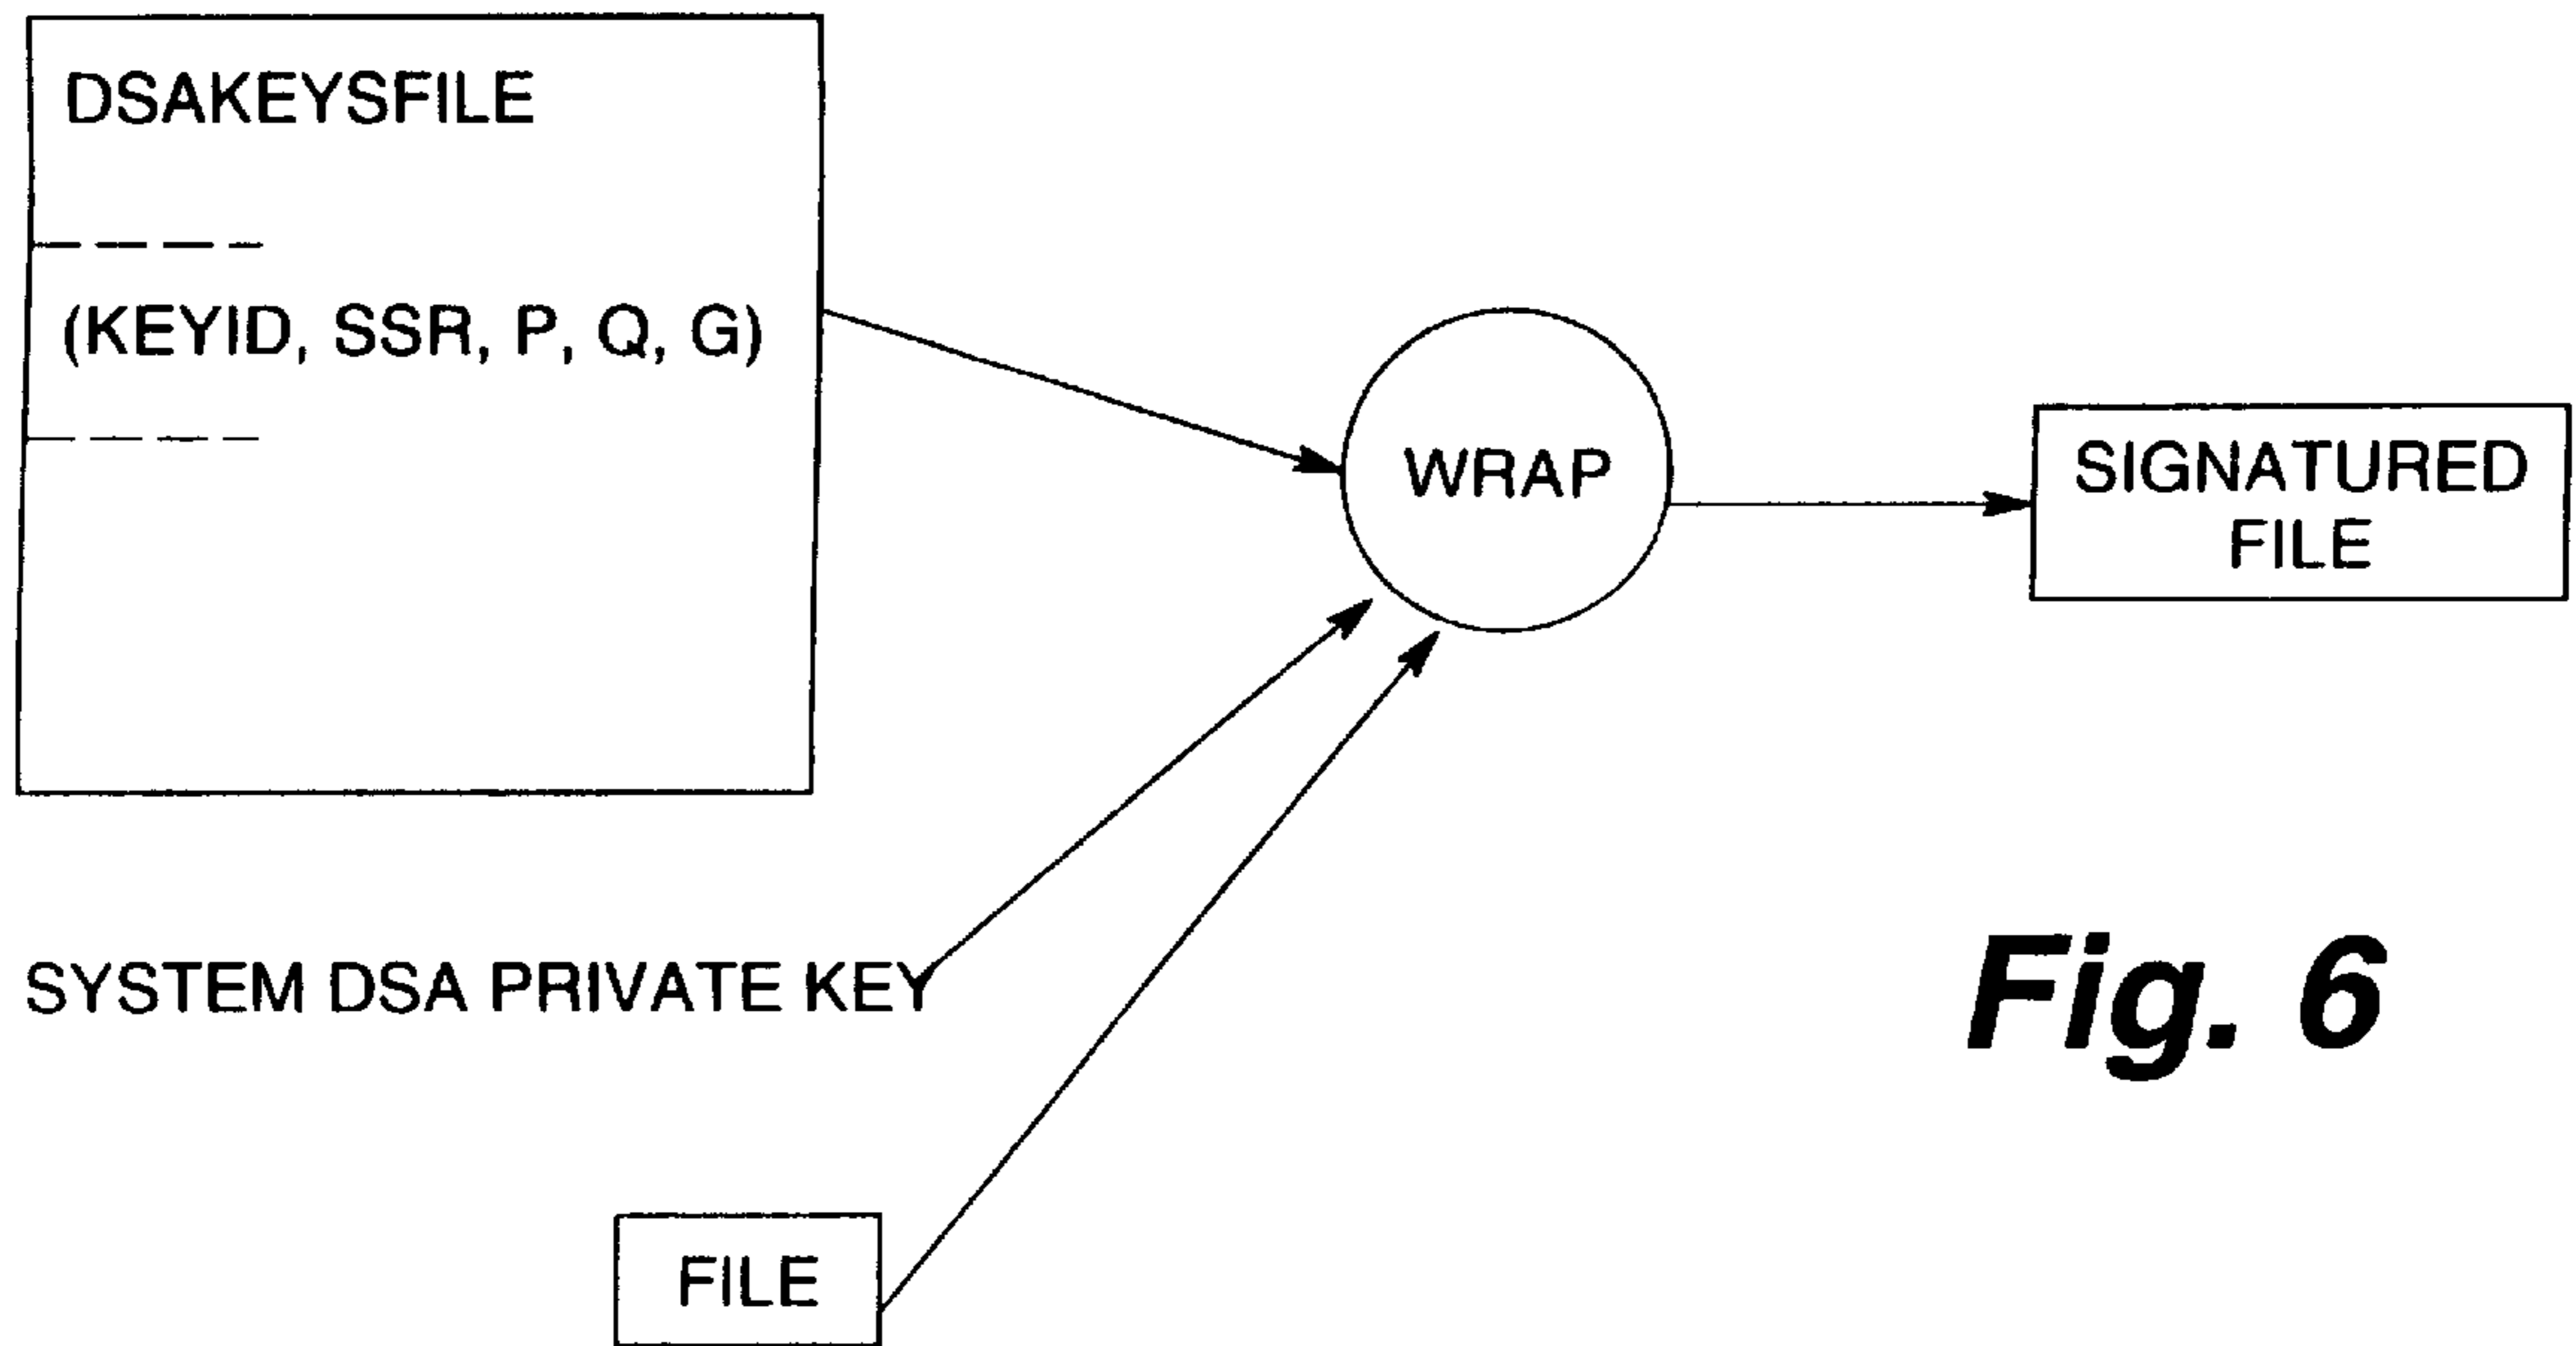 DSAKEYSFILE
(KEYID, SSR, P, Q, G)
WRAP
SIGNATURED
FILE
SYSTEM DSA PRIVATE KEY
Fig. 6
FILE